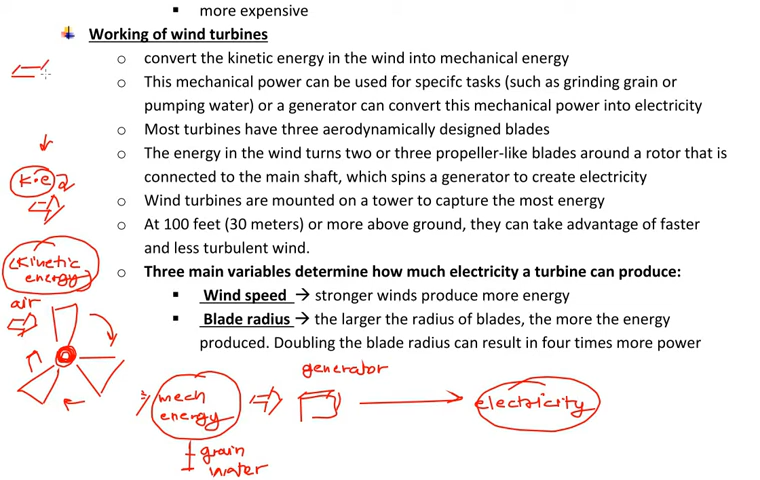 ▪ more expensive
Working of wind turbines
o convert the kinetic energy in the wind into mechanical energy
o This mechanical power can be used for specifc tasks (such as grinding grain or
pumping water) or a generator can convert this mechanical power into electricity
o Most turbines have three aerodynamically designed blades
o The energy in the wind turns two or three propeller-like blades around a rotor that is
connected to the main shaft, which spins a generator to create electricity
K.e
o Wind turbines are mounted on a tower to capture the most energy
o At 100 feet (30 meters) or more above ground, they can take advantage of faster
and less turbulent wind.
(Kinetic
energy)
o Three main variables determine how much electricity a turbine can produce:
▪ Wind speed → stronger winds produce more energy
air
▪ Blade radius → the larger the radius of blades, the more the energy
produced. Doubling the blade radius can result in four times more power
generator
mech
energy
electricity
grain
water